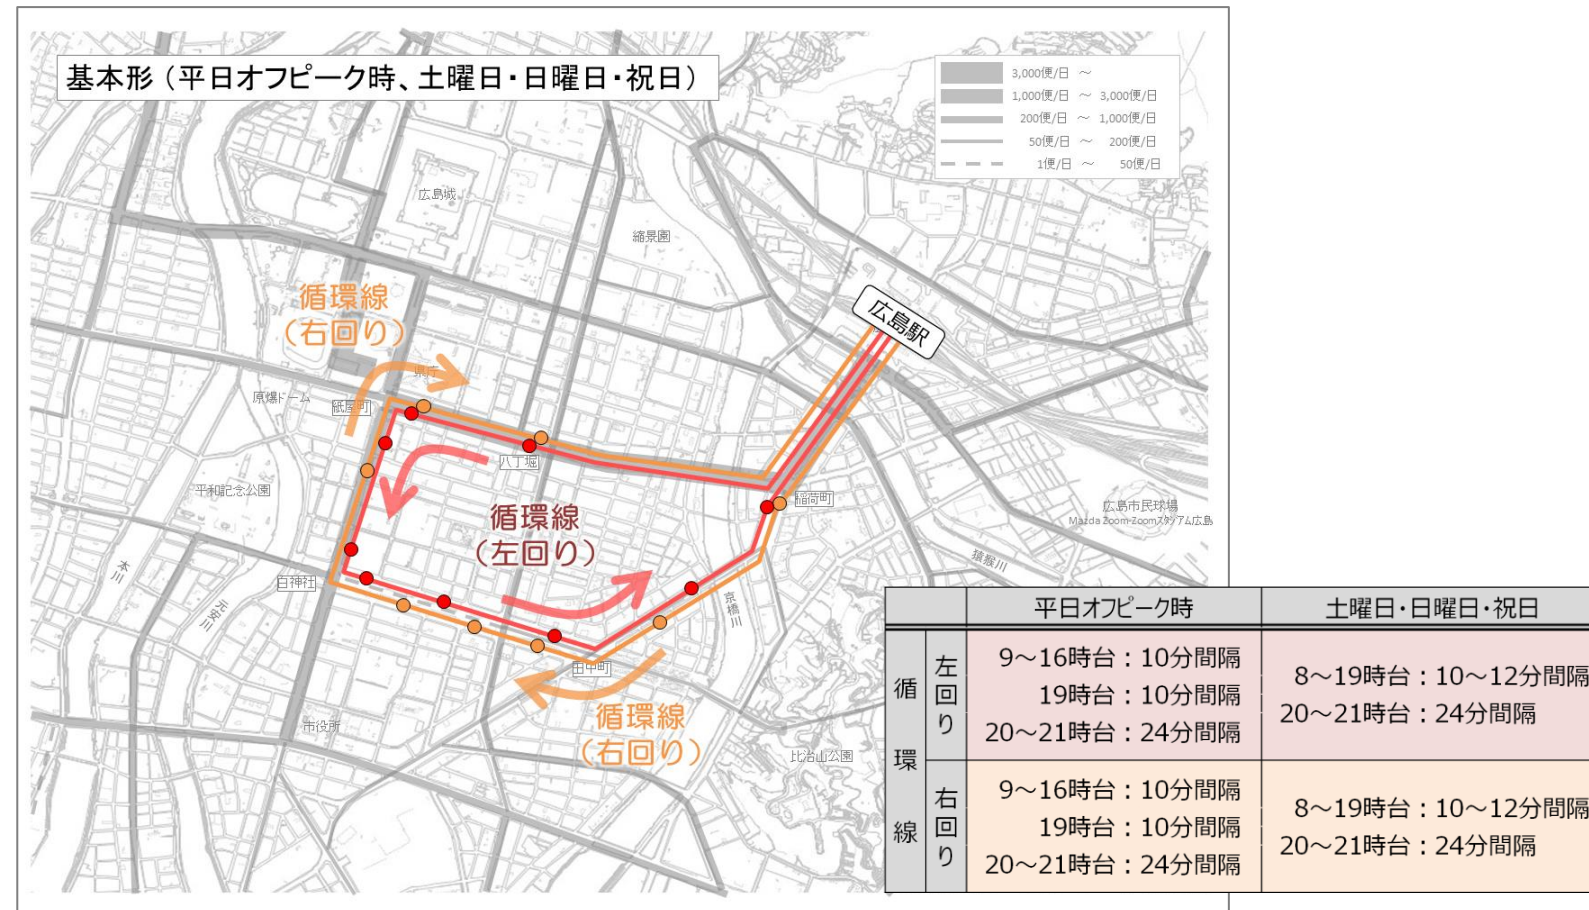 基本形（平日オフピーク時、土曜日・日曜日・祝日）
3,000便/日 ～
1,000便/日 ～ 3,000便/日
200便/日 ～ 1,000便/日
50便/日 ～ 200便/日
1便/日 ～ 50便/日
広島城
縮景園
循環線
（右回り）
広島駅
県庁
原爆ドーム
紙屋町
八丁堀
平和記念公園
稲荷町
広島市民球場
Mazda Zoom-Zoomスタジアム広島
循環線
（左回り）
猿猴川
本川
白神社
元安川
京橋川
田中町
市役所
循環線
（右回り）
比治山公園
平日オフピーク時
土曜日・日曜日・祝日
循環線
左回り
9～16時台：10分間隔
19時台：10分間隔
20～21時台：24分間隔
8～19時台：10～12分間隔
20～21時台：24分間隔
右回り
9～16時台：10分間隔
19時台：10分間隔
20～21時台：24分間隔
8～19時台：10～12分間隔
20～21時台：24分間隔